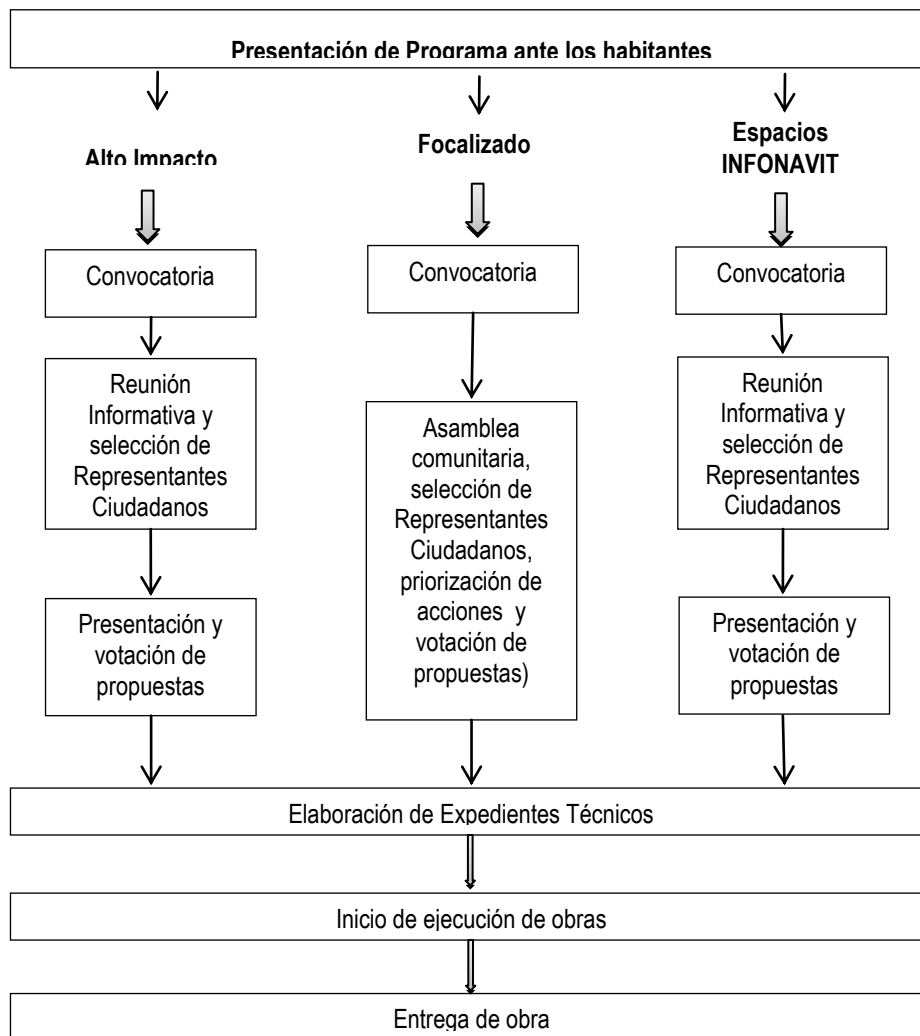 Presentación de Programa ante los habitantes
Alto Impacto
Focalizado
Espacios
INFONAVIT
Convocatoria
Convocatoria
Convocatoria
Reunión
Informativa y
selección de
Representantes
Ciudadanos
Asamblea
comunitaria,
selección de
Representantes
Ciudadanos,
priorización de
acciones y
votación de
propuestas)
Reunión
Informativa y
selección de
Representantes
Ciudadanos
Presentación y
votación de
propuestas
Presentación y
votación de
propuestas
Elaboración de Expedientes Técnicos
Inicio de ejecución de obras
Entrega de obra